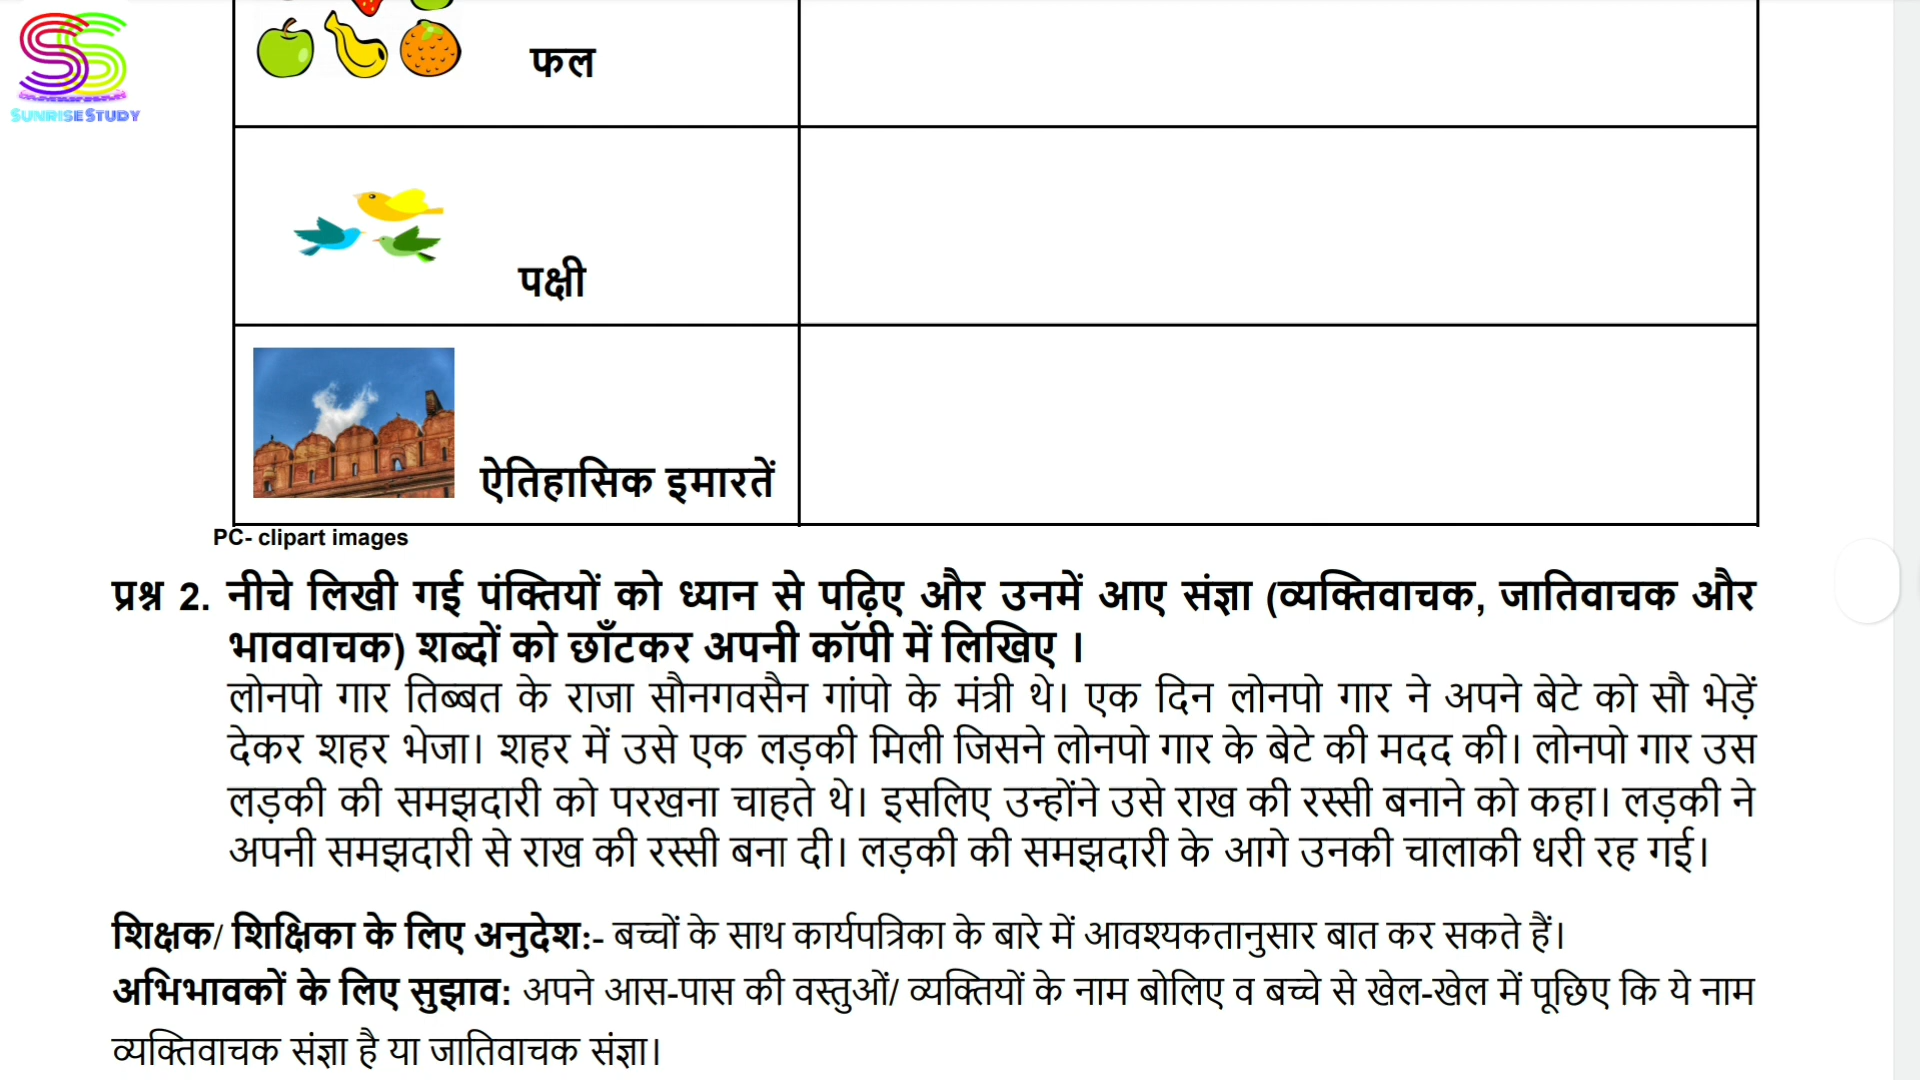 SUNRISESTUDY
फल
पक्षी
ऐतिहासिक इमारतें
PC- clipart images
प्रश्न 2. नीचे लिखी गई पंक्तियों को ध्यान से पढ़िए और उनमें आए संज्ञा (व्यक्तिवाचक, जातिवाचक और
भाववाचक) शब्दों को छाँटकर अपनी कॉपी में लिखिए ।
लोनपो गार तिब्बत के राजा सौनगवसैन गांपो के मंत्री थे। एक दिन लोनपो गार ने अपने बेटे को सौ भेड़ें
देकर शहर भेजा। शहर में उसे एक लड़की मिली जिसने लोनपो गार के बेटे की मदद की। लोनपो गार उस
लड़की की समझदारी को परखना चाहते थे। इसलिए उन्होंने उसे राख की रस्सी बनाने को कहा। लड़की ने
अपनी समझदारी से राख की रस्सी बना दी। लड़की की समझदारी के आगे उनकी चालाकी धरी रह गई।
शिक्षक/ शिक्षिका के लिए अनुदेश:- बच्चों के साथ कार्यपत्रिका के बारे में आवश्यकतानुसार बात कर सकते हैं।
अभिभावकों के लिए सुझाव: अपने आस-पास की वस्तुओं/ व्यक्तियों के नाम बोलिए व बच्चे से खेल-खेल में पूछिए कि ये नाम
व्यक्तिवाचक संज्ञा है या जातिवाचक संज्ञा।